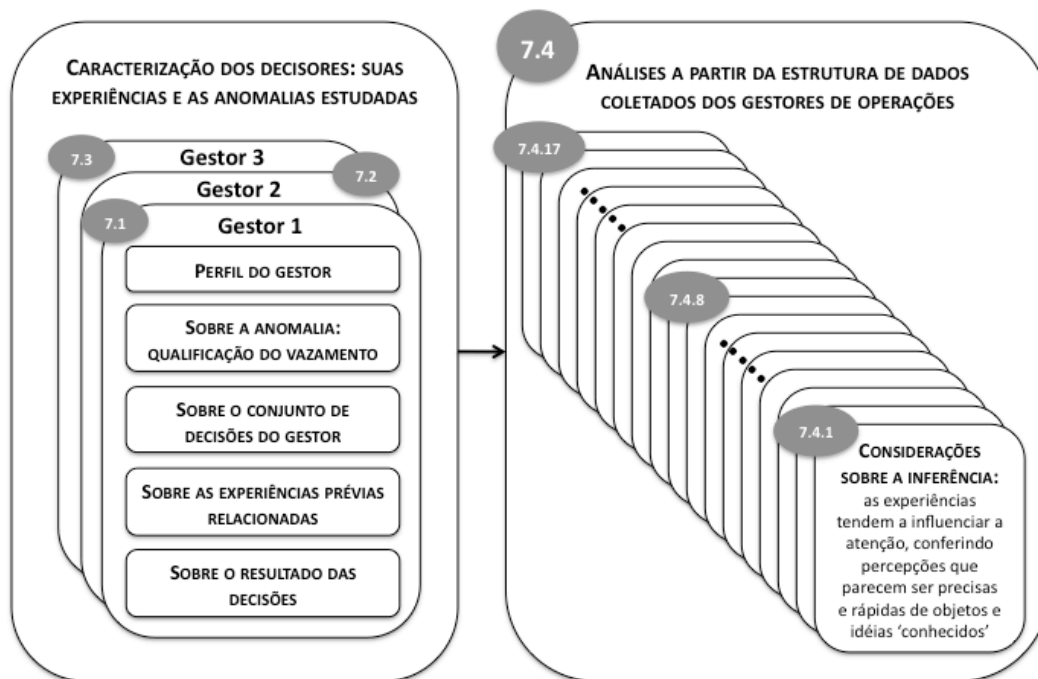 CARACTERIZAÇÃO DOS DECISORES: SUAS
EXPERIÊNCIAS E AS ANOMALIAS ESTUDADAS
7.3
Gestor 3
7.2
Gestor 2
7.1
Gestor 1
PERFIL DO GESTOR
SOBRE A ANOMALIA:
QUALIFICAÇÃO DO VAZAMENTO
SOBRE O CONJUNTO DE
DECISÕES DO GESTOR
SOBRE AS EXPERIÊNCIAS PRÉVIAS
RELACIONADAS
SOBRE O RESULTADO DAS
DECISÕES
7.4
ANÁLISES A PARTIR DA ESTRUTURA DE DADOS
COLETADOS DOS GESTORES DE OPERAÇÕES
7.4.17
7.4.8
7.4.1
CONSIDERAÇÕES
SOBRE A INFERÊNCIA:
as experiências
tendem a influenciar a
atenção, conferindo
percepções que
parecem ser precisas
e rápidas de objetos e
idéias ‘conhecidos’